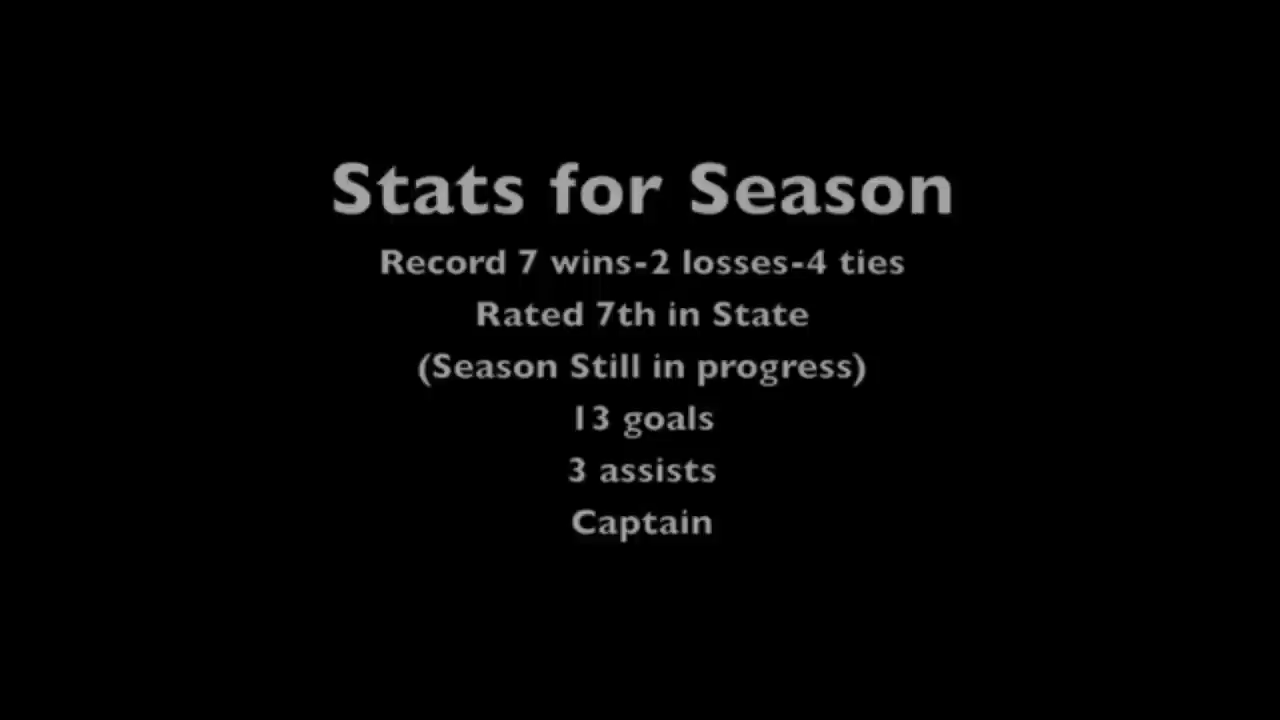 Stats for Season
Record 7 wins-2 losses-4 ties
Rated 7th in State
(Season Still in progress)
13 goals
3 assists
Captain